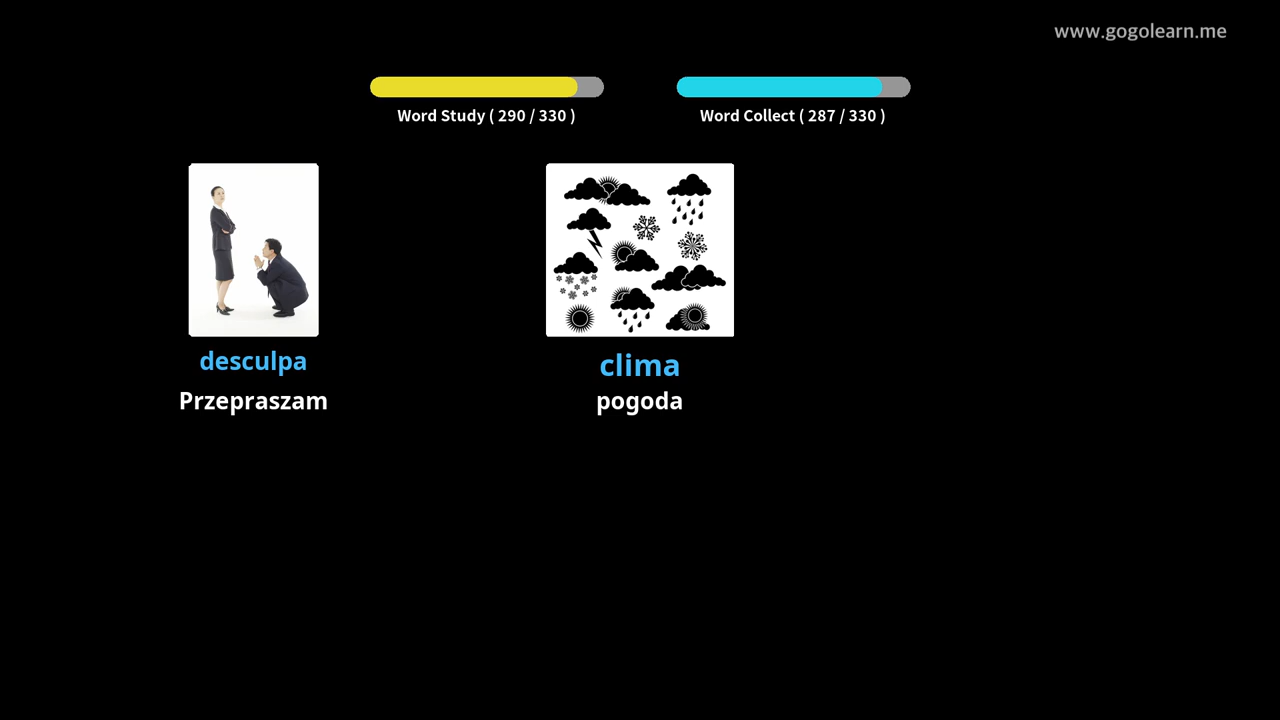 www.gogolearn.me
Word Study ( 290 / 330 )
Word Collect ( 287 / 330 )
desculpa
Przepraszam
clima
pogoda